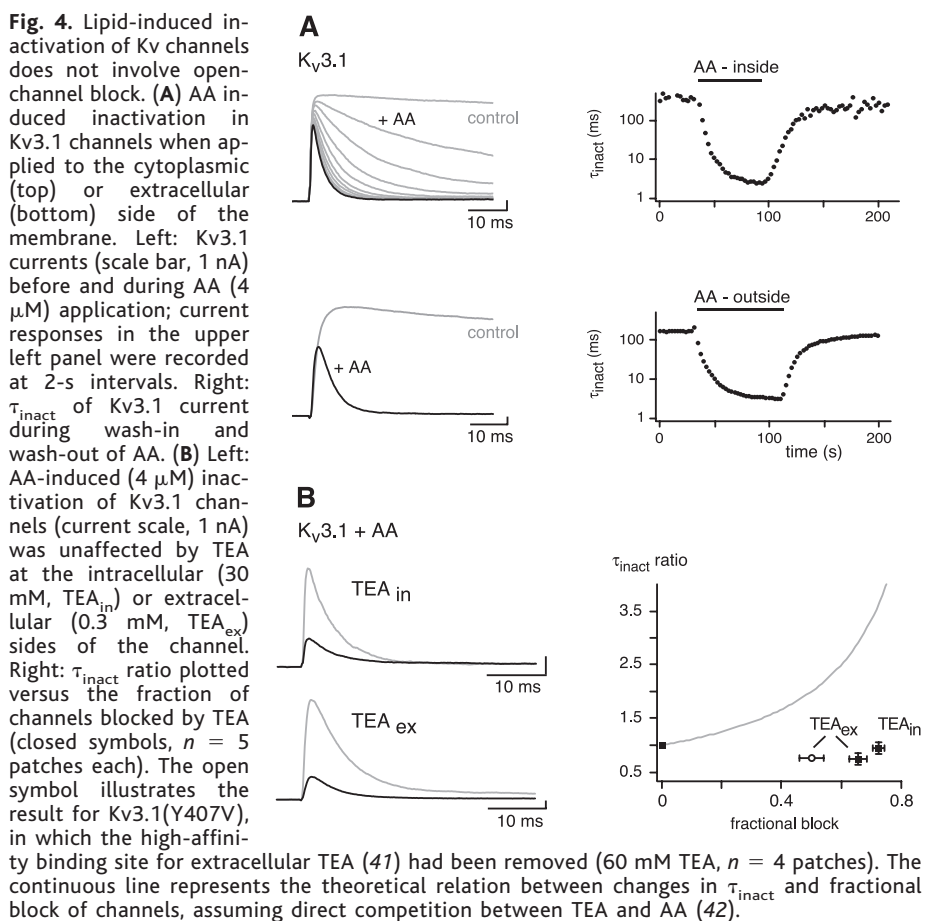 Fig. 4. Lipid-induced in-
activation of Kv channels
does not involve open-
channel block. (A) AA in-
duced inactivation in
Kv3.1 channels when ap-
plied to the cytoplasmic
(top) or extracellular
(bottom) side of the
membrane. Left: Kv3.1
currents (scale bar, 1 nA)
before and during AA (4
μM) application; current
responses in the upper
left panel were recorded
at 2-s intervals. Right:
τinact of Kv3.1 current
during wash-in and
wash-out of AA. (B) Left:
AA-induced (4 μM) inac-
tivation of Kv3.1 chan-
nels (current scale, 1 nA)
was unaffected by TEA
at the intracellular (30
mM, TEAin) or extracel-
lular (0.3 mM, TEAex)
sides of the channel.
Right: τinact ratio plotted
versus the fraction of
channels blocked by TEA
(closed symbols, n = 5
patches each). The open
symbol illustrates the
result for Kv3.1(Y407V),
in which the high-affini-
ty binding site for extracellular TEA (41) had been removed (60 mM TEA, n = 4 patches). The
continuous line represents the theoretical relation between changes in τinact and fractional
block of channels, assuming direct competition between TEA and AA (42).
A
Kv3.1
+ AA
control
10 ms
AA - inside
τinact (ms)
100
10
1
0
100
200
control
+ AA
10 ms
AA - outside
τinact (ms)
100
10
1
0
100
200
time (s)
B
Kv3.1 + AA
TEA in
10 ms
TEA ex
10 ms
τinact ratio
3.5
2.5
1.5
0.5
TEAex
TEAin
0
0.4
0.8
fractional block